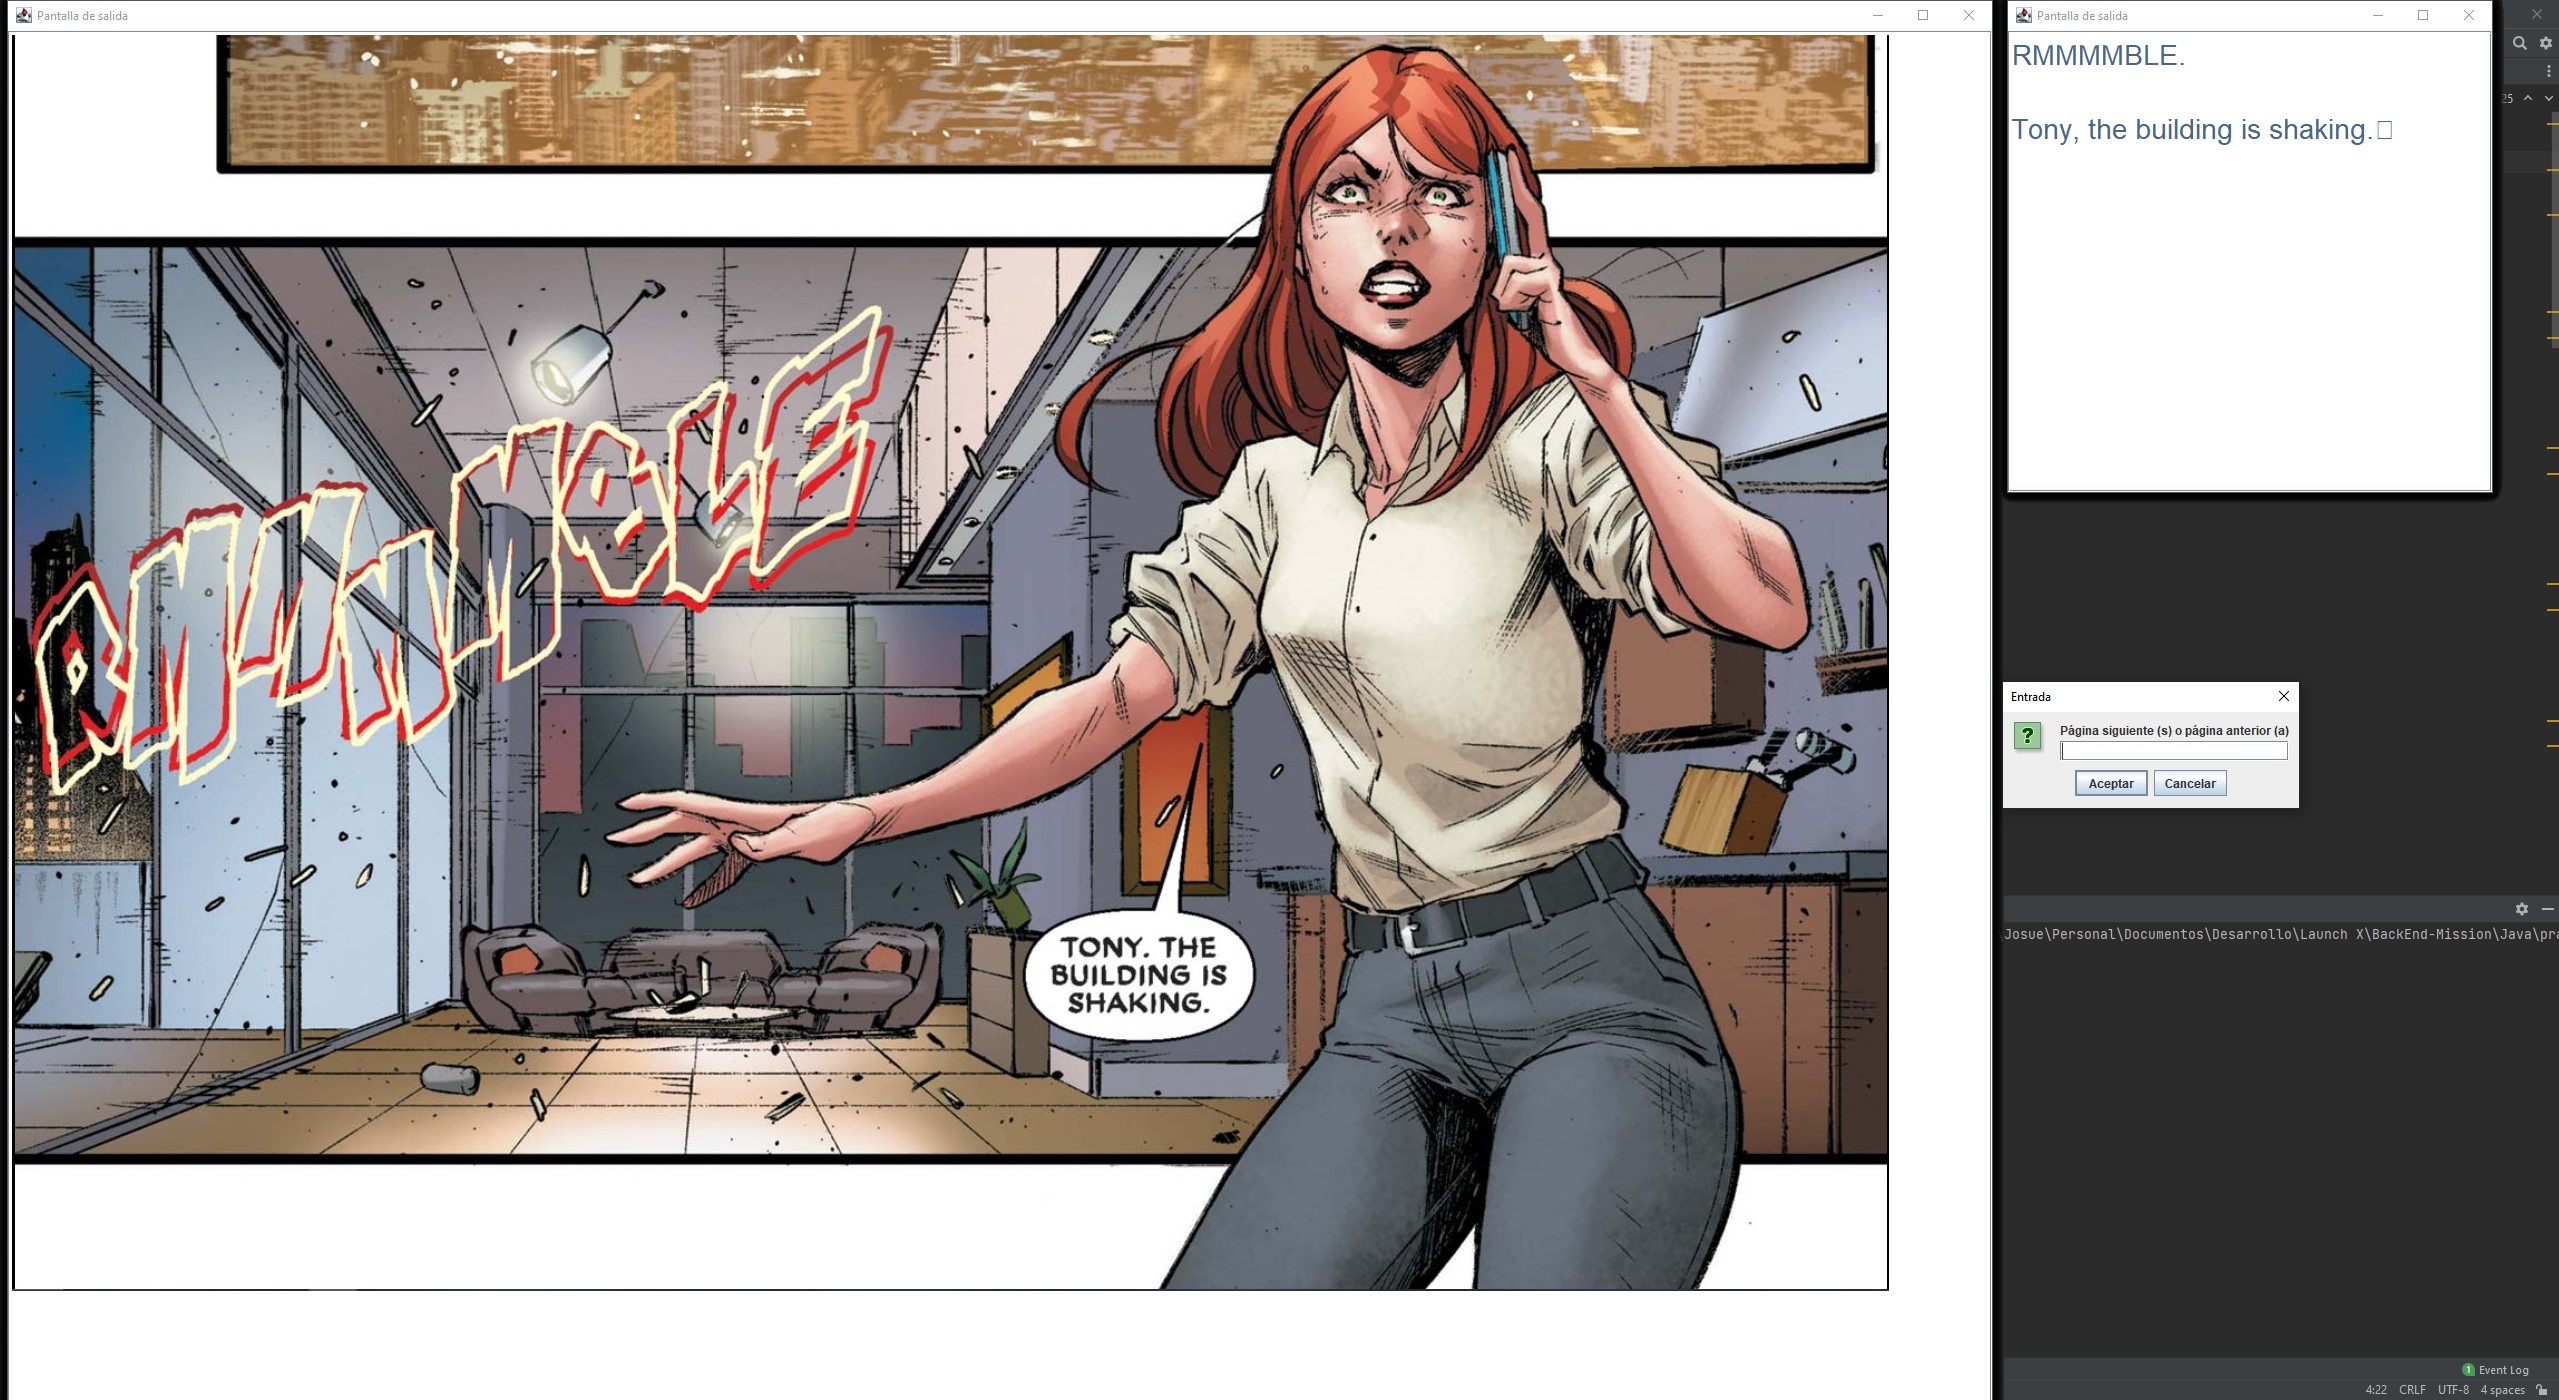 Pantalla de salida
RMMMMBLE
TONY. THE
BUILDING IS
SHAKING.
Pantalla de salida
RMMMMBLE.
Tony, the building is shaking.
25
Entrada
?
Página siguiente (s) o página anterior (a)
Aceptar Cancelar
Josue\Personal\Documentos\Desarrollo\Launch X\BackEnd-Mission\Java\pra
1 Event Log
4:22 CRLF UTF-8 4 spaces